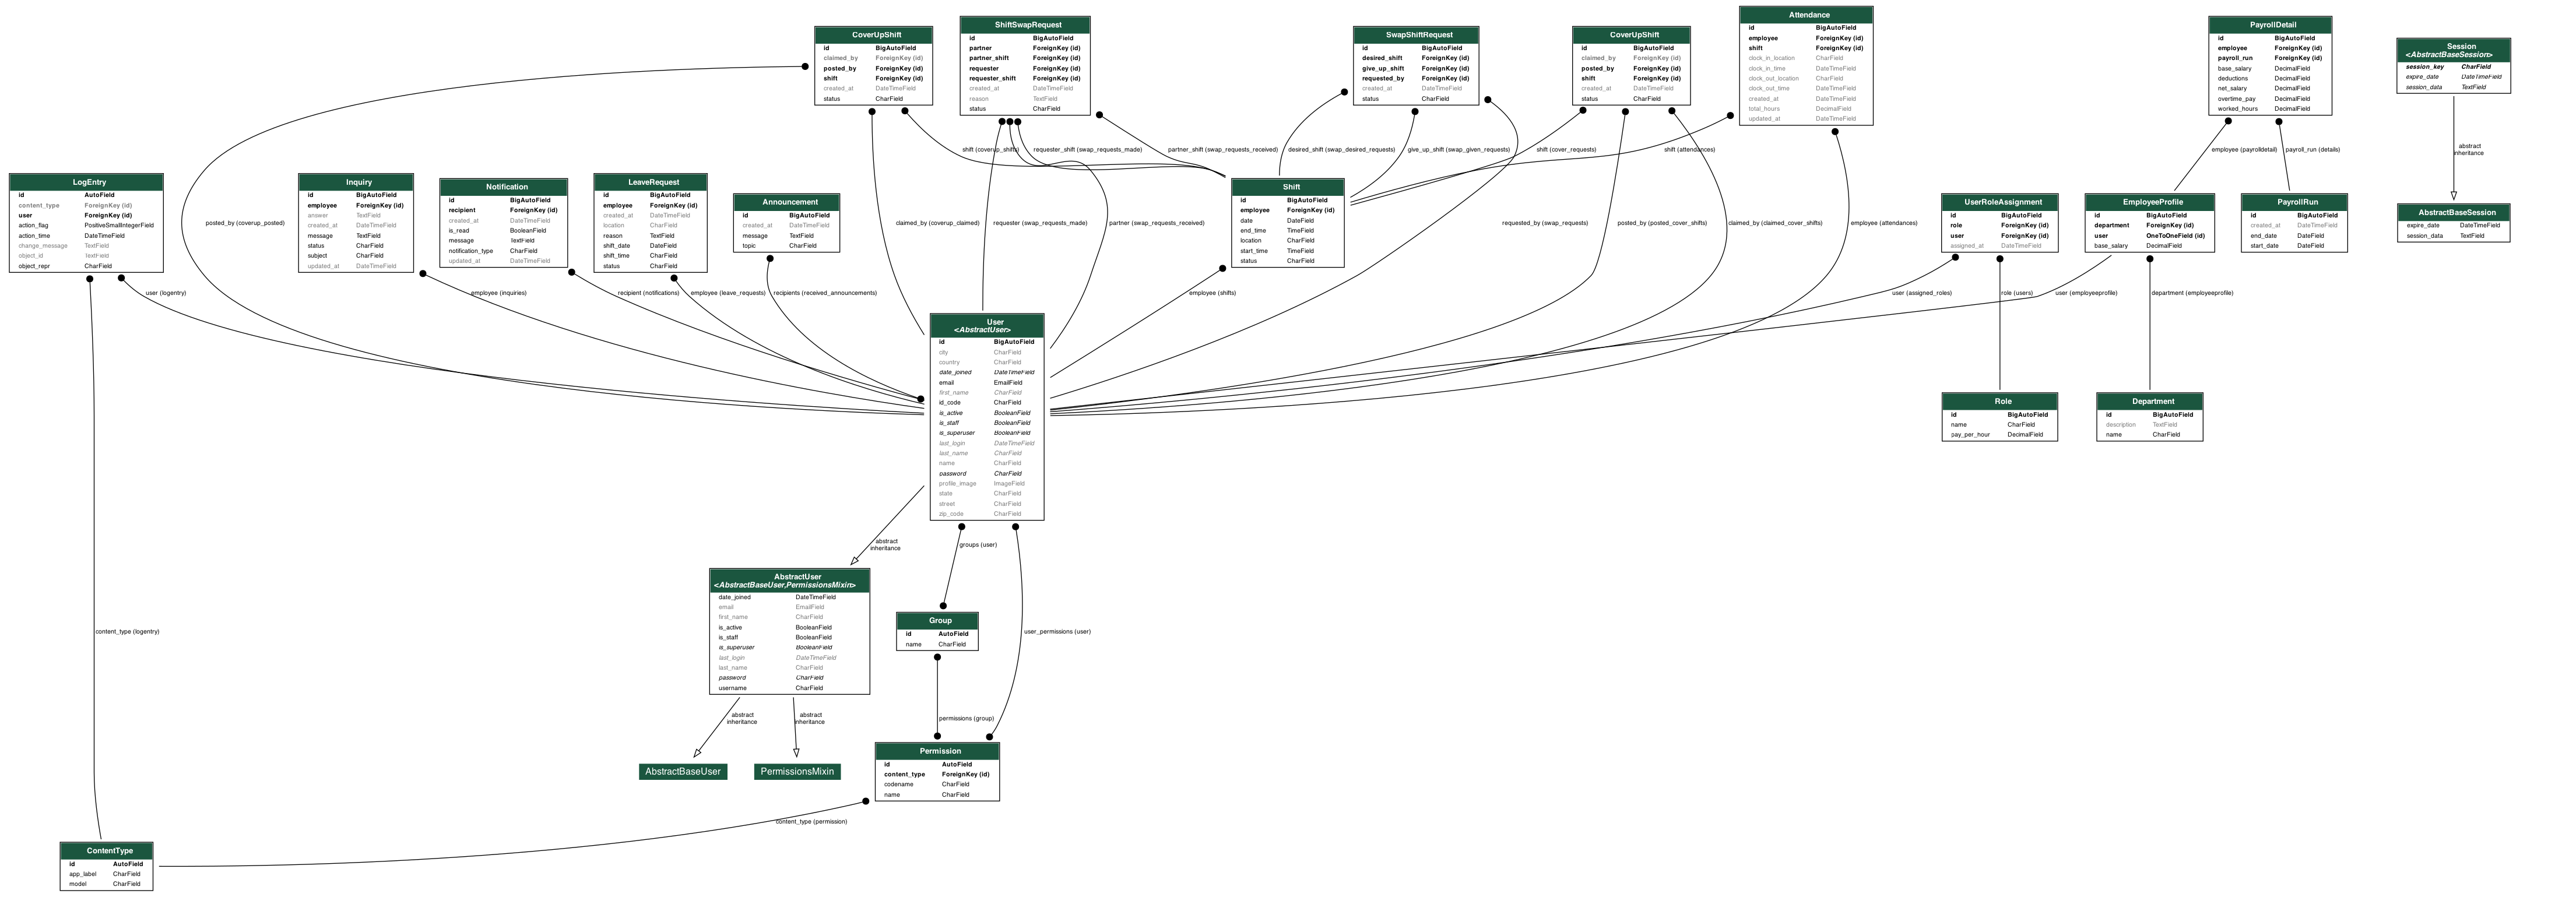 CoverUpShift
id BigAutoField
claimed_by ForeignKey (id)
posted_by ForeignKey (id)
shift ForeignKey (id)
created_at DateTimeField
status CharField
ShiftSwapRequest
id BigAutoField
partner ForeignKey (id)
partner_shift ForeignKey (id)
requester ForeignKey (id)
requester_shift ForeignKey (id)
created_at DateTimeField
reason TextField
status CharField
SwapShiftRequest
id BigAutoField
desired_shift ForeignKey (id)
give_up_shift ForeignKey (id)
requested_by ForeignKey (id)
created_at DateTimeField
status CharField
CoverUpShift
id BigAutoField
claimed_by ForeignKey (id)
posted_by ForeignKey (id)
shift ForeignKey (id)
created_at DateTimeField
status CharField
Attendance
id BigAutoField
employee ForeignKey (id)
shift ForeignKey (id)
clock_in_location CharField
clock_in_time DateTimeField
clock_out_location CharField
clock_out_time DateTimeField
created_at DateTimeField
total_hours DecimalField
updated_at DateTimeField
PayrollDetail
id BigAutoField
employee ForeignKey (id)
payroll_run ForeignKey (id)
base_salary DecimalField
deductions DecimalField
net_salary DecimalField
overtime_pay DecimalField
worked_hours DecimalField
Session
<AbstractBaseSession>
session_key CharField
expire_date DateTimeField
session_data TextField
shift (coverup_shifts)
requester_shift (swap_requests_made)
partner_shift (swap_requests_received)
desired_shift (swap_desired_requests)
give_up_shift (swap_given_requests)
shift (cover_requests)
shift (attendances)
employee (payrolldetail)
payroll_run (details)
abstract
inheritance
LogEntry
id AutoField
content_type ForeignKey (id)
user ForeignKey (id)
action_flag PositiveSmallIntegerField
action_time DateTimeField
change_message TextField
object_id TextField
object_repr CharField
Inquiry
id BigAutoField
employee ForeignKey (id)
answer TextField
created_at DateTimeField
message TextField
status CharField
subject CharField
updated_at DateTimeField
Notification
id BigAutoField
recipient ForeignKey (id)
created_at DateTimeField
is_read BooleanField
message TextField
notification_type CharField
updated_at DateTimeField
LeaveRequest
id BigAutoField
employee ForeignKey (id)
created_at DateTimeField
location CharField
reason TextField
shift_date DateField
shift_time CharField
status CharField
Announcement
id BigAutoField
created_at DateTimeField
message TextField
topic CharField
Shift
id BigAutoField
employee ForeignKey (id)
date DateField
end_time TimeField
location CharField
start_time TimeField
status CharField
UserRoleAssignment
id BigAutoField
role ForeignKey (id)
user ForeignKey (id)
assigned_at DateTimeField
EmployeeProfile
id BigAutoField
department ForeignKey (id)
user OneToOneField (id)
base_salary DecimalField
PayrollRun
id BigAutoField
created_at DateTimeField
end_date DateField
start_date DateField
AbstractBaseSession
expire_date DateTimeField
session_data TextField
posted_by (coverup_posted)
claimed_by (coverup_claimed)
requester (swap_requests_made)
partner (swap_requests_received)
requested_by (swap_requests)
posted_by (posted_cover_shifts)
claimed_by (claimed_cover_shifts)
employee (attendances)
user (logentry)
employee (inquiries)
recipient (notifications)
employee (leave_requests)
recipients (received_announcements)
employee (shifts)
user (assigned_roles)
role (users)
user (employeeprofile)
department (employeeprofile)
User
<AbstractUser>
id BigAutoField
city CharField
country CharField
date_joined DateTimeField
email EmailField
first_name CharField
id_code CharField
is_active BooleanField
is_staff BooleanField
is_superuser BooleanField
last_login DateTimeField
last_name CharField
name CharField
password CharField
profile_image ImageField
state CharField
street CharField
zip_code CharField
Role
id BigAutoField
name CharField
pay_per_hour DecimalField
Department
id BigAutoField
description TextField
name CharField
abstract
inheritance
groups (user)
AbstractUser
<AbstractBaseUser,PermissionsMixin>
date_joined DateTimeField
email EmailField
first_name CharField
is_active BooleanField
is_staff BooleanField
is_superuser BooleanField
last_login DateTimeField
last_name CharField
password CharField
username CharField
Group
id AutoField
name CharField
content_type (logentry)
user_permissions (user)
abstract
inheritance
abstract
inheritance
permissions (group)
AbstractBaseUser
PermissionsMixin
Permission
id AutoField
content_type ForeignKey (id)
codename CharField
name CharField
content_type (permission)
ContentType
id AutoField
app_label CharField
model CharField